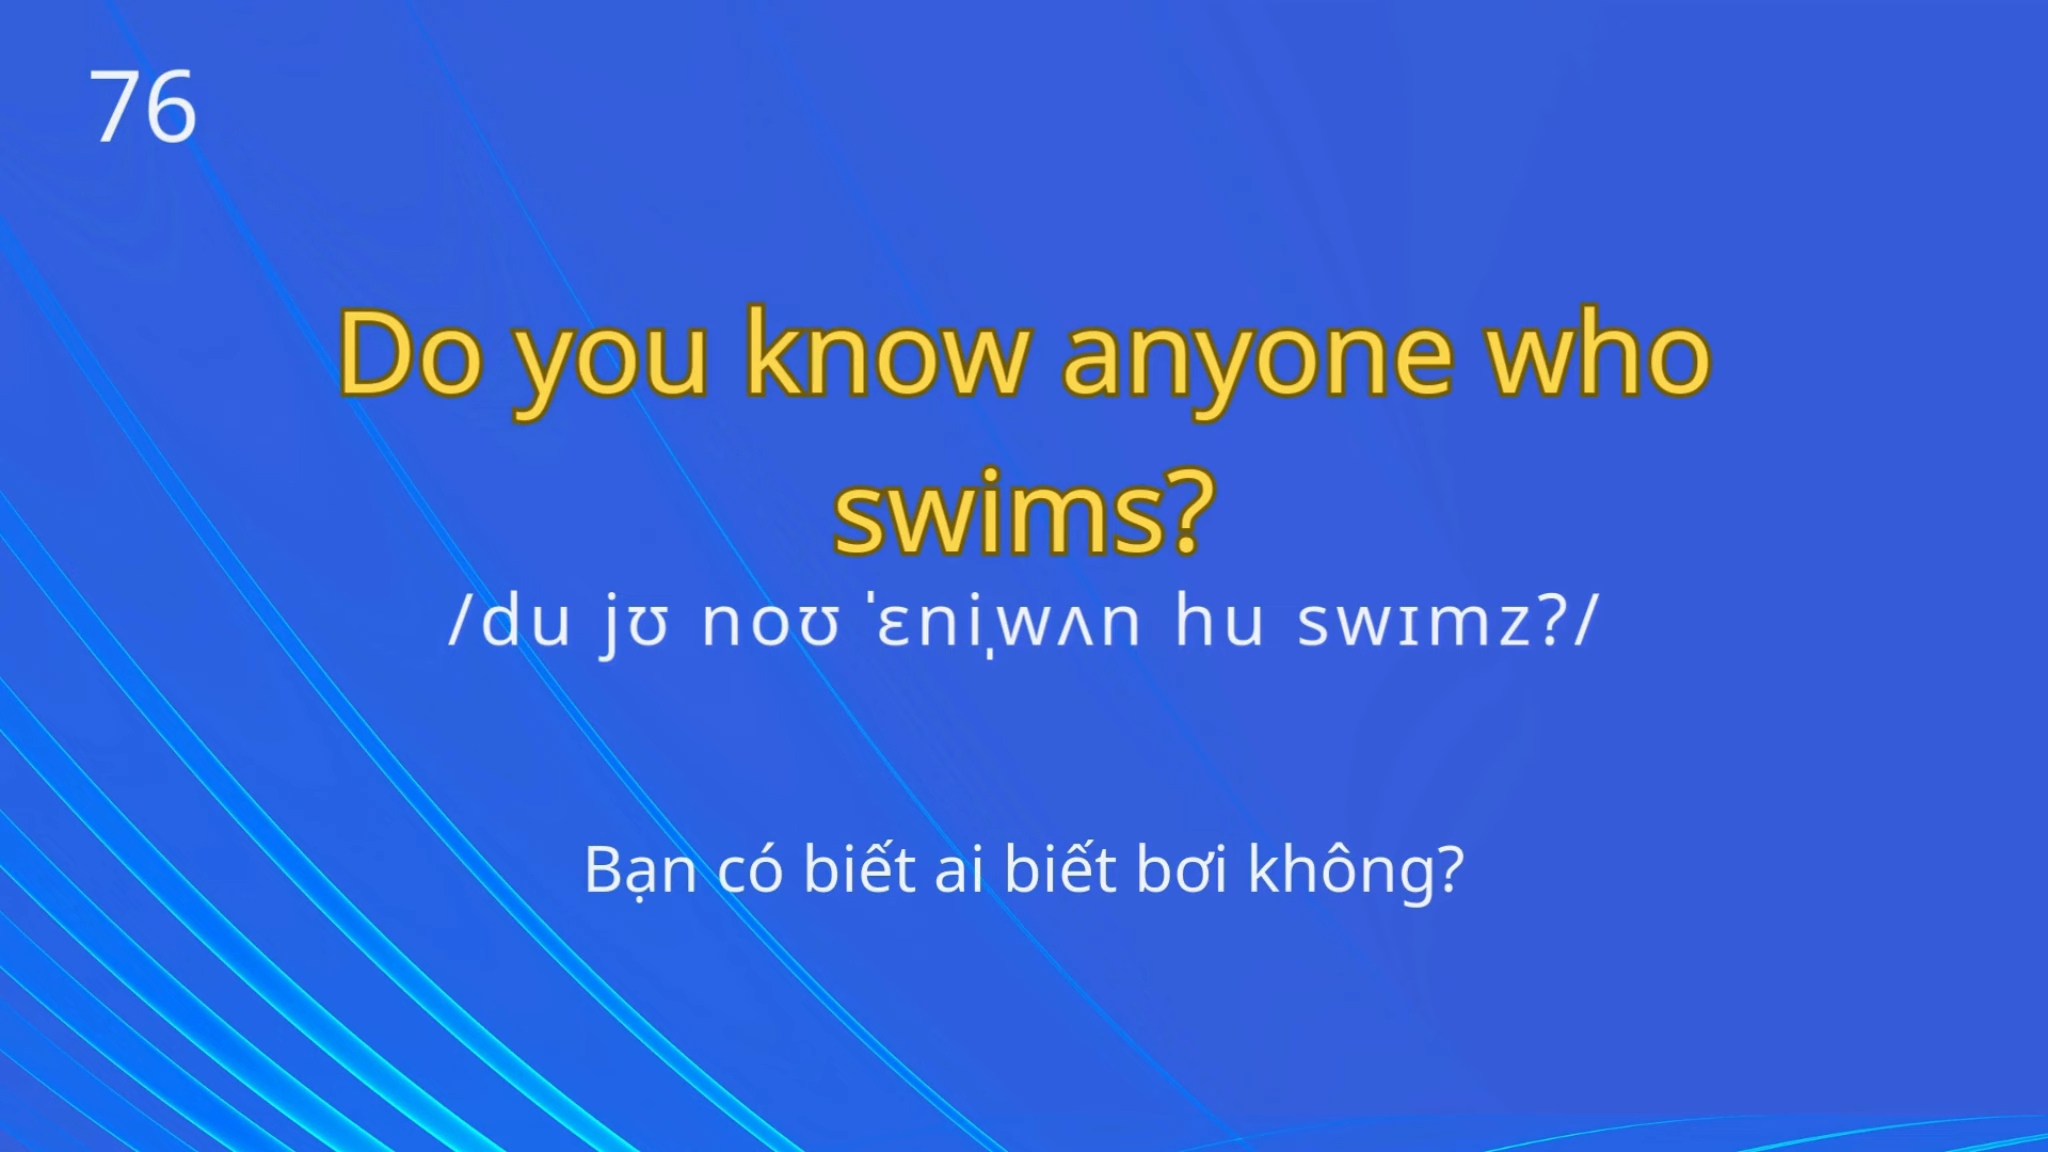 76
Do you know anyone who
swims?
/du jʊ noʊ ˈɛniˌwʌn hu swɪmz?/
Bạn có biết ai biết bơi không?